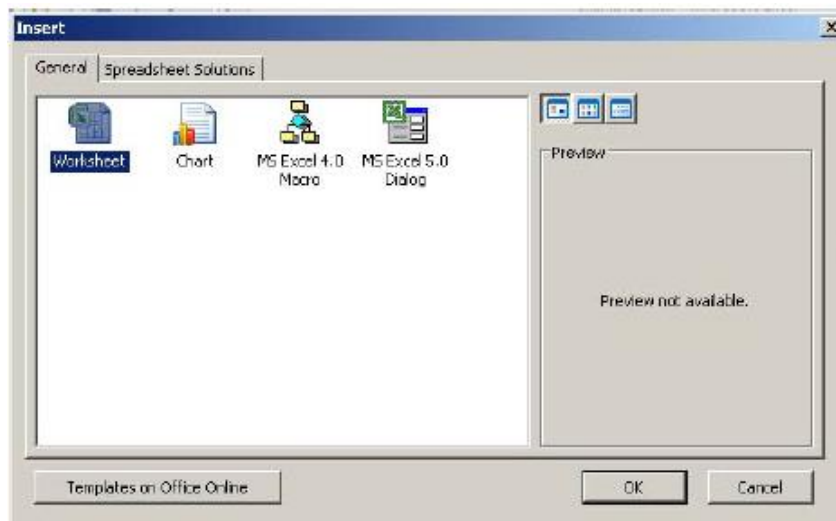 Insert
General Spreadsheet Solutions
Worksheet Chart MS Excel 4.0 MS Excel 5.0
Macro Dialog
Preview
Preview not available.
Templates on Office Online OK Cancel